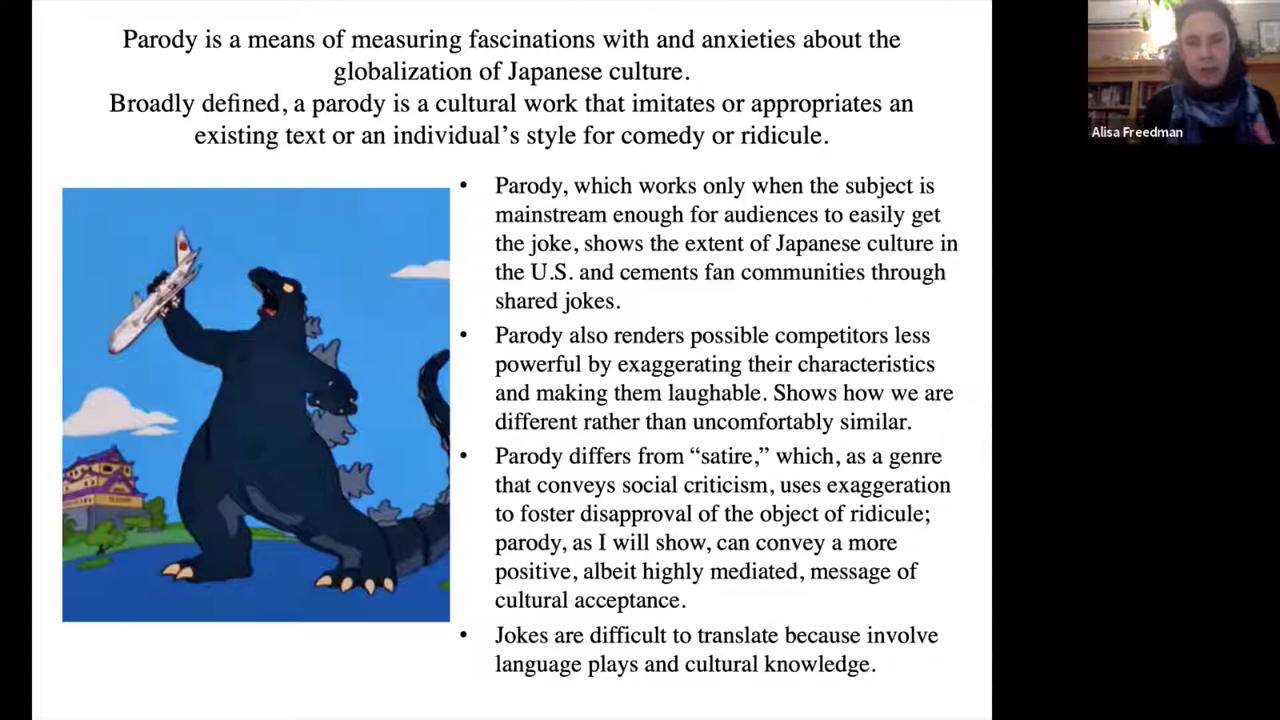 Parody is a means of measuring fascinations with and anxieties about the
globalization of Japanese culture.
Broadly defined, a parody is a cultural work that imitates or appropriates an
existing text or an individual’s style for comedy or ridicule.
• Parody, which works only when the subject is
mainstream enough for audiences to easily get
the joke, shows the extent of Japanese culture in
the U.S. and cements fan communities through
shared jokes.
• Parody also renders possible competitors less
powerful by exaggerating their characteristics
and making them laughable. Shows how we are
different rather than uncomfortably similar.
• Parody differs from “satire,” which, as a genre
that conveys social criticism, uses exaggeration
to foster disapproval of the object of ridicule;
parody, as I will show, can convey a more
positive, albeit highly mediated, message of
cultural acceptance.
• Jokes are difficult to translate because involve
language plays and cultural knowledge.
Alisa Freedman